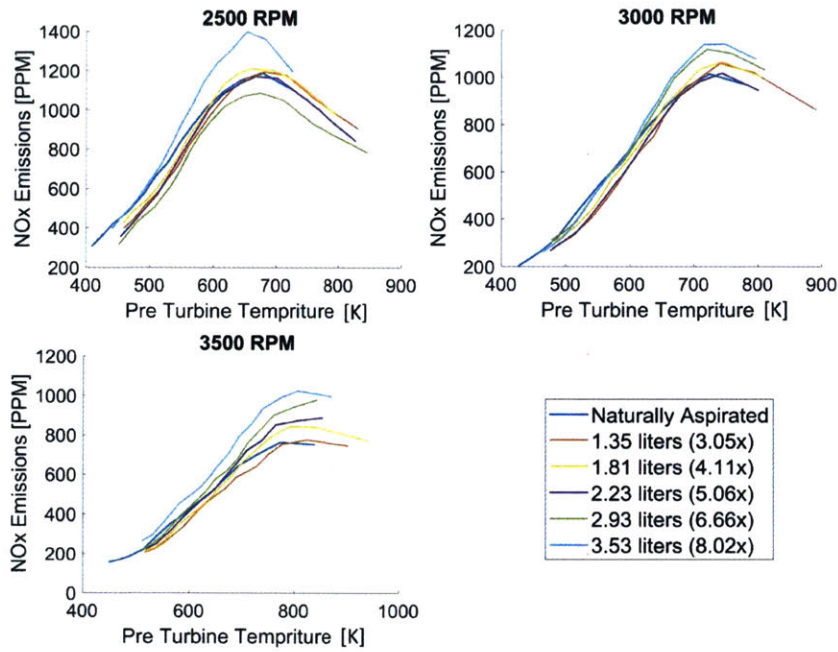 2500 RPM
NOx Emissions [PPM]
1400
1200
1000
800
600
400
200
400 500 600 700 800 900
Pre Turbine Tempriture [K]
3000 RPM
NOx Emissions [PPM]
1200
1000
800
600
400
200
400 500 600 700 800 900
Pre Turbine Tempriture [K]
3500 RPM
NOx Emissions [PPM]
1200
1000
800
600
400
200
0
400 600 800 1000
Pre Turbine Tempriture [K]
Naturally Aspirated
1.35 liters (3.05x)
1.81 liters (4.11x)
2.23 liters (5.06x)
2.93 liters (6.66x)
3.53 liters (8.02x)